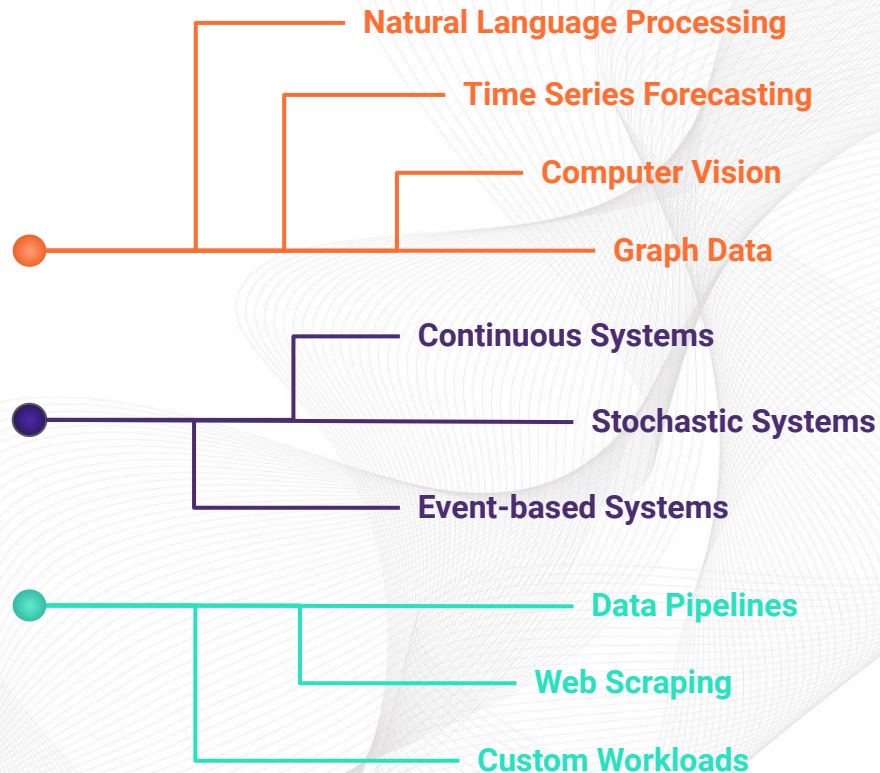 Natural Language Processing
Time Series Forecasting
Computer Vision
Graph Data
Continuous Systems
Stochastic Systems
Event-based Systems
Data Pipelines
Web Scraping
Custom Workloads